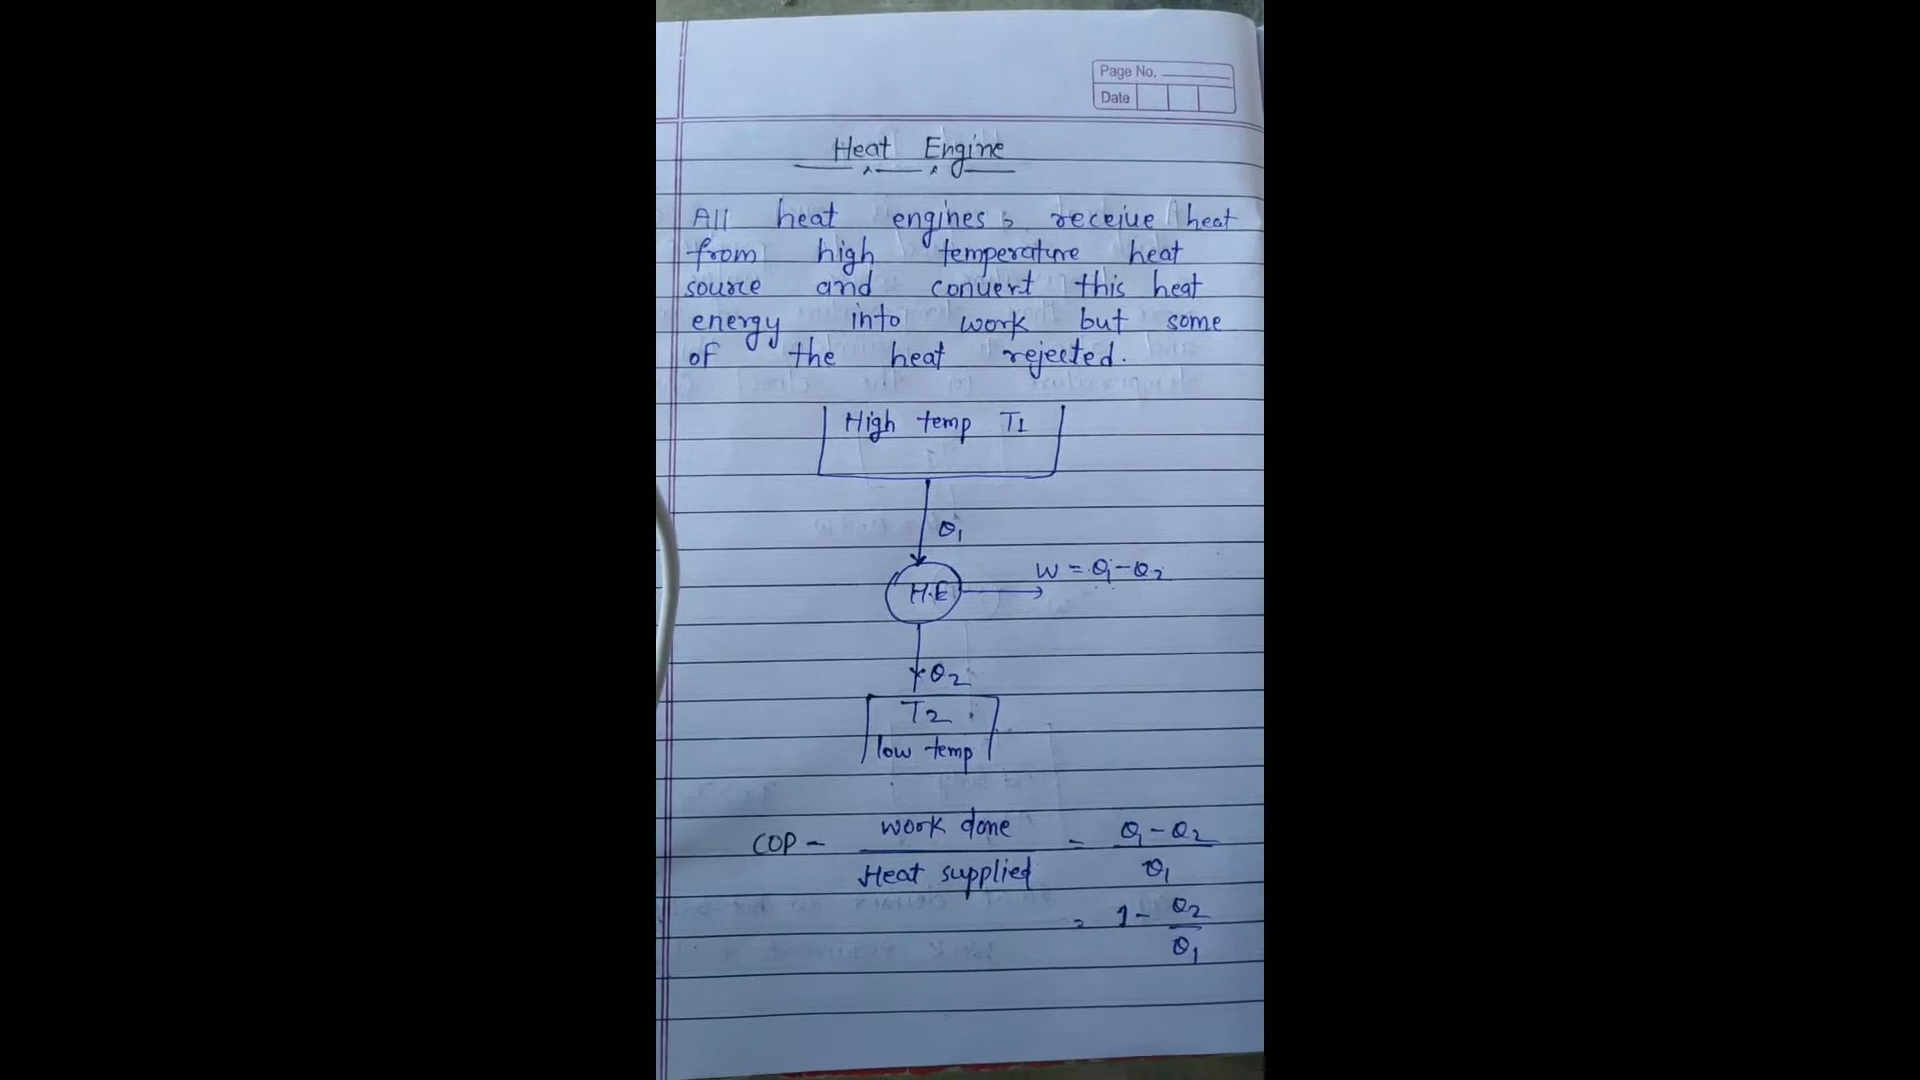 Page No.
Date
Heat Engine
All heat engines, receive heat
from high temperature heat
source and convert this heat
energy into work but some
of the heat rejected.
High temp T1
Q1
W = Q1 - Q2
H.E
Q2
T2
low temp
COP - work done / Heat supplied = Q1 - Q2 / Q1
= 1 - Q2 / Q1